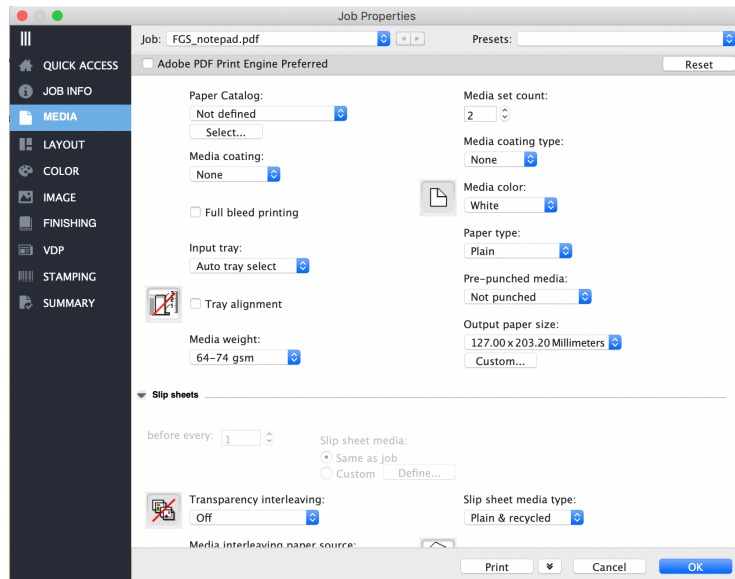 Job Properties
Job: FGS_notepad.pdf
Presets:
QUICK ACCESS
JOB INFO
MEDIA
LAYOUT
COLOR
IMAGE
FINISHING
VDP
STAMPING
SUMMARY
Adobe PDF Print Engine Preferred
Reset
Paper Catalog:
Not defined
Select...
Media coating:
None
Full bleed printing
Input tray:
Auto tray select
Tray alignment
Media weight:
64-74 gsm
Media set count:
2
Media coating type:
None
Media color:
White
Paper type:
Plain
Pre-punched media:
Not punched
Output paper size:
127.00 x 203.20 Millimeters
Custom...
Slip sheets
before every: 1
Slip sheet media:
Same as job
Custom Define...
Transparency interleaving:
Off
Slip sheet media type:
Plain & recycled
Media interleaving paper source:
Print
Cancel
OK